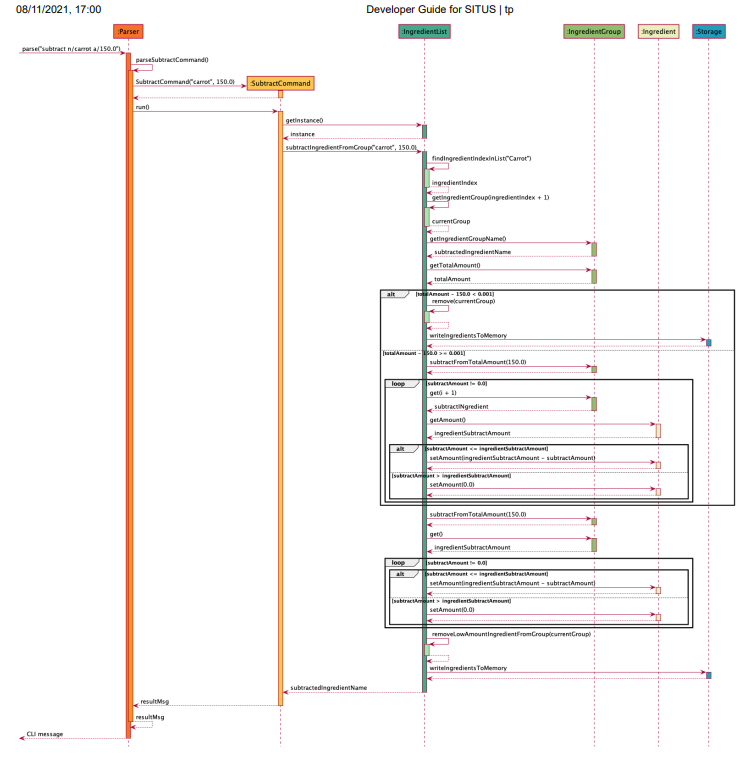 08/11/2021, 17:00
Developer Guide for SITUS | tp
:Parser
:IngredientList
:IngredientGroup
:Ingredient
:Storage
parse("subtract n/carrot a/150.0")
parseSubtractCommand()
SubtractCommand("carrot", 150.0)
:SubtractCommand
run()
getInstance()
instance
subtractIngredientFromGroup("carrot", 150.0)
findIngredientIndexInList("Carrot")
ingredientIndex
getIngredientGroup(ingredientIndex + 1)
currentGroup
getIngredientGroupName()
subtractedIngredientName
getTotalAmount()
totalAmount
alt [totalAmount - 150.0 < 0.001]
remove(currentGroup)
writeIngredientsToMemory
[totalAmount - 150.0 >= 0.001]
subtractFromTotalAmount(150.0)
loop [subtractAmount != 0.0]
get(i + 1)
subtractINgredient
getAmount()
ingredientSubtractAmount
alt [subtractAmount <= ingredientSubtractAmount]
setAmount(ingredientSubtractAmount - subtractAmount)
[subtractAmount > ingredientSubtractAmount]
setAmount(0.0)
subtractFromTotalAmount(150.0)
get()
ingredientSubtractAmount
loop [subtractAmount != 0.0]
alt [subtractAmount <= ingredientSubtractAmount]
setAmount(ingredientSubtractAmount - subtractAmount)
[subtractAmount > ingredientSubtractAmount]
setAmount(0.0)
removeLowAmountIngredientFromGroup(currentGroup)
writeIngredientsToMemory
subtractedIngredientName
resultMsg
resultMsg
CLI message